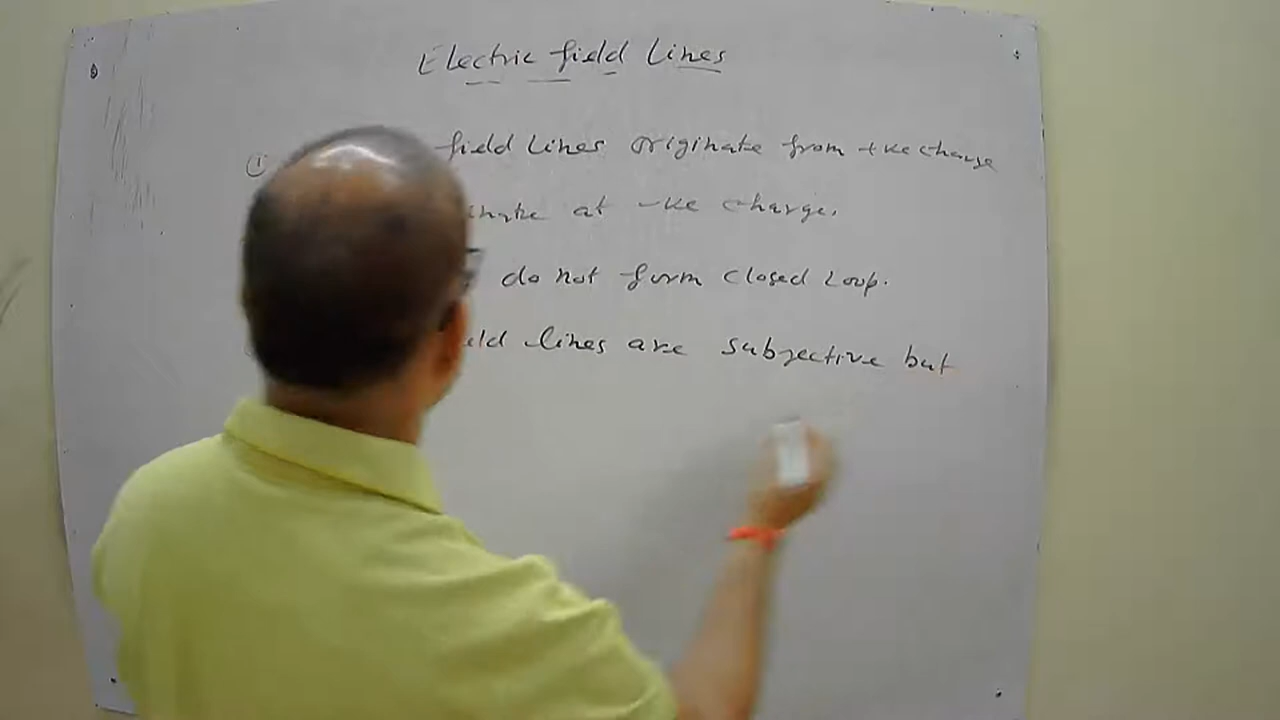 Electric field Lines
① field Lines originate from +ve charge
at -ve charge.
do not form closed Loop.
lines are subjective but